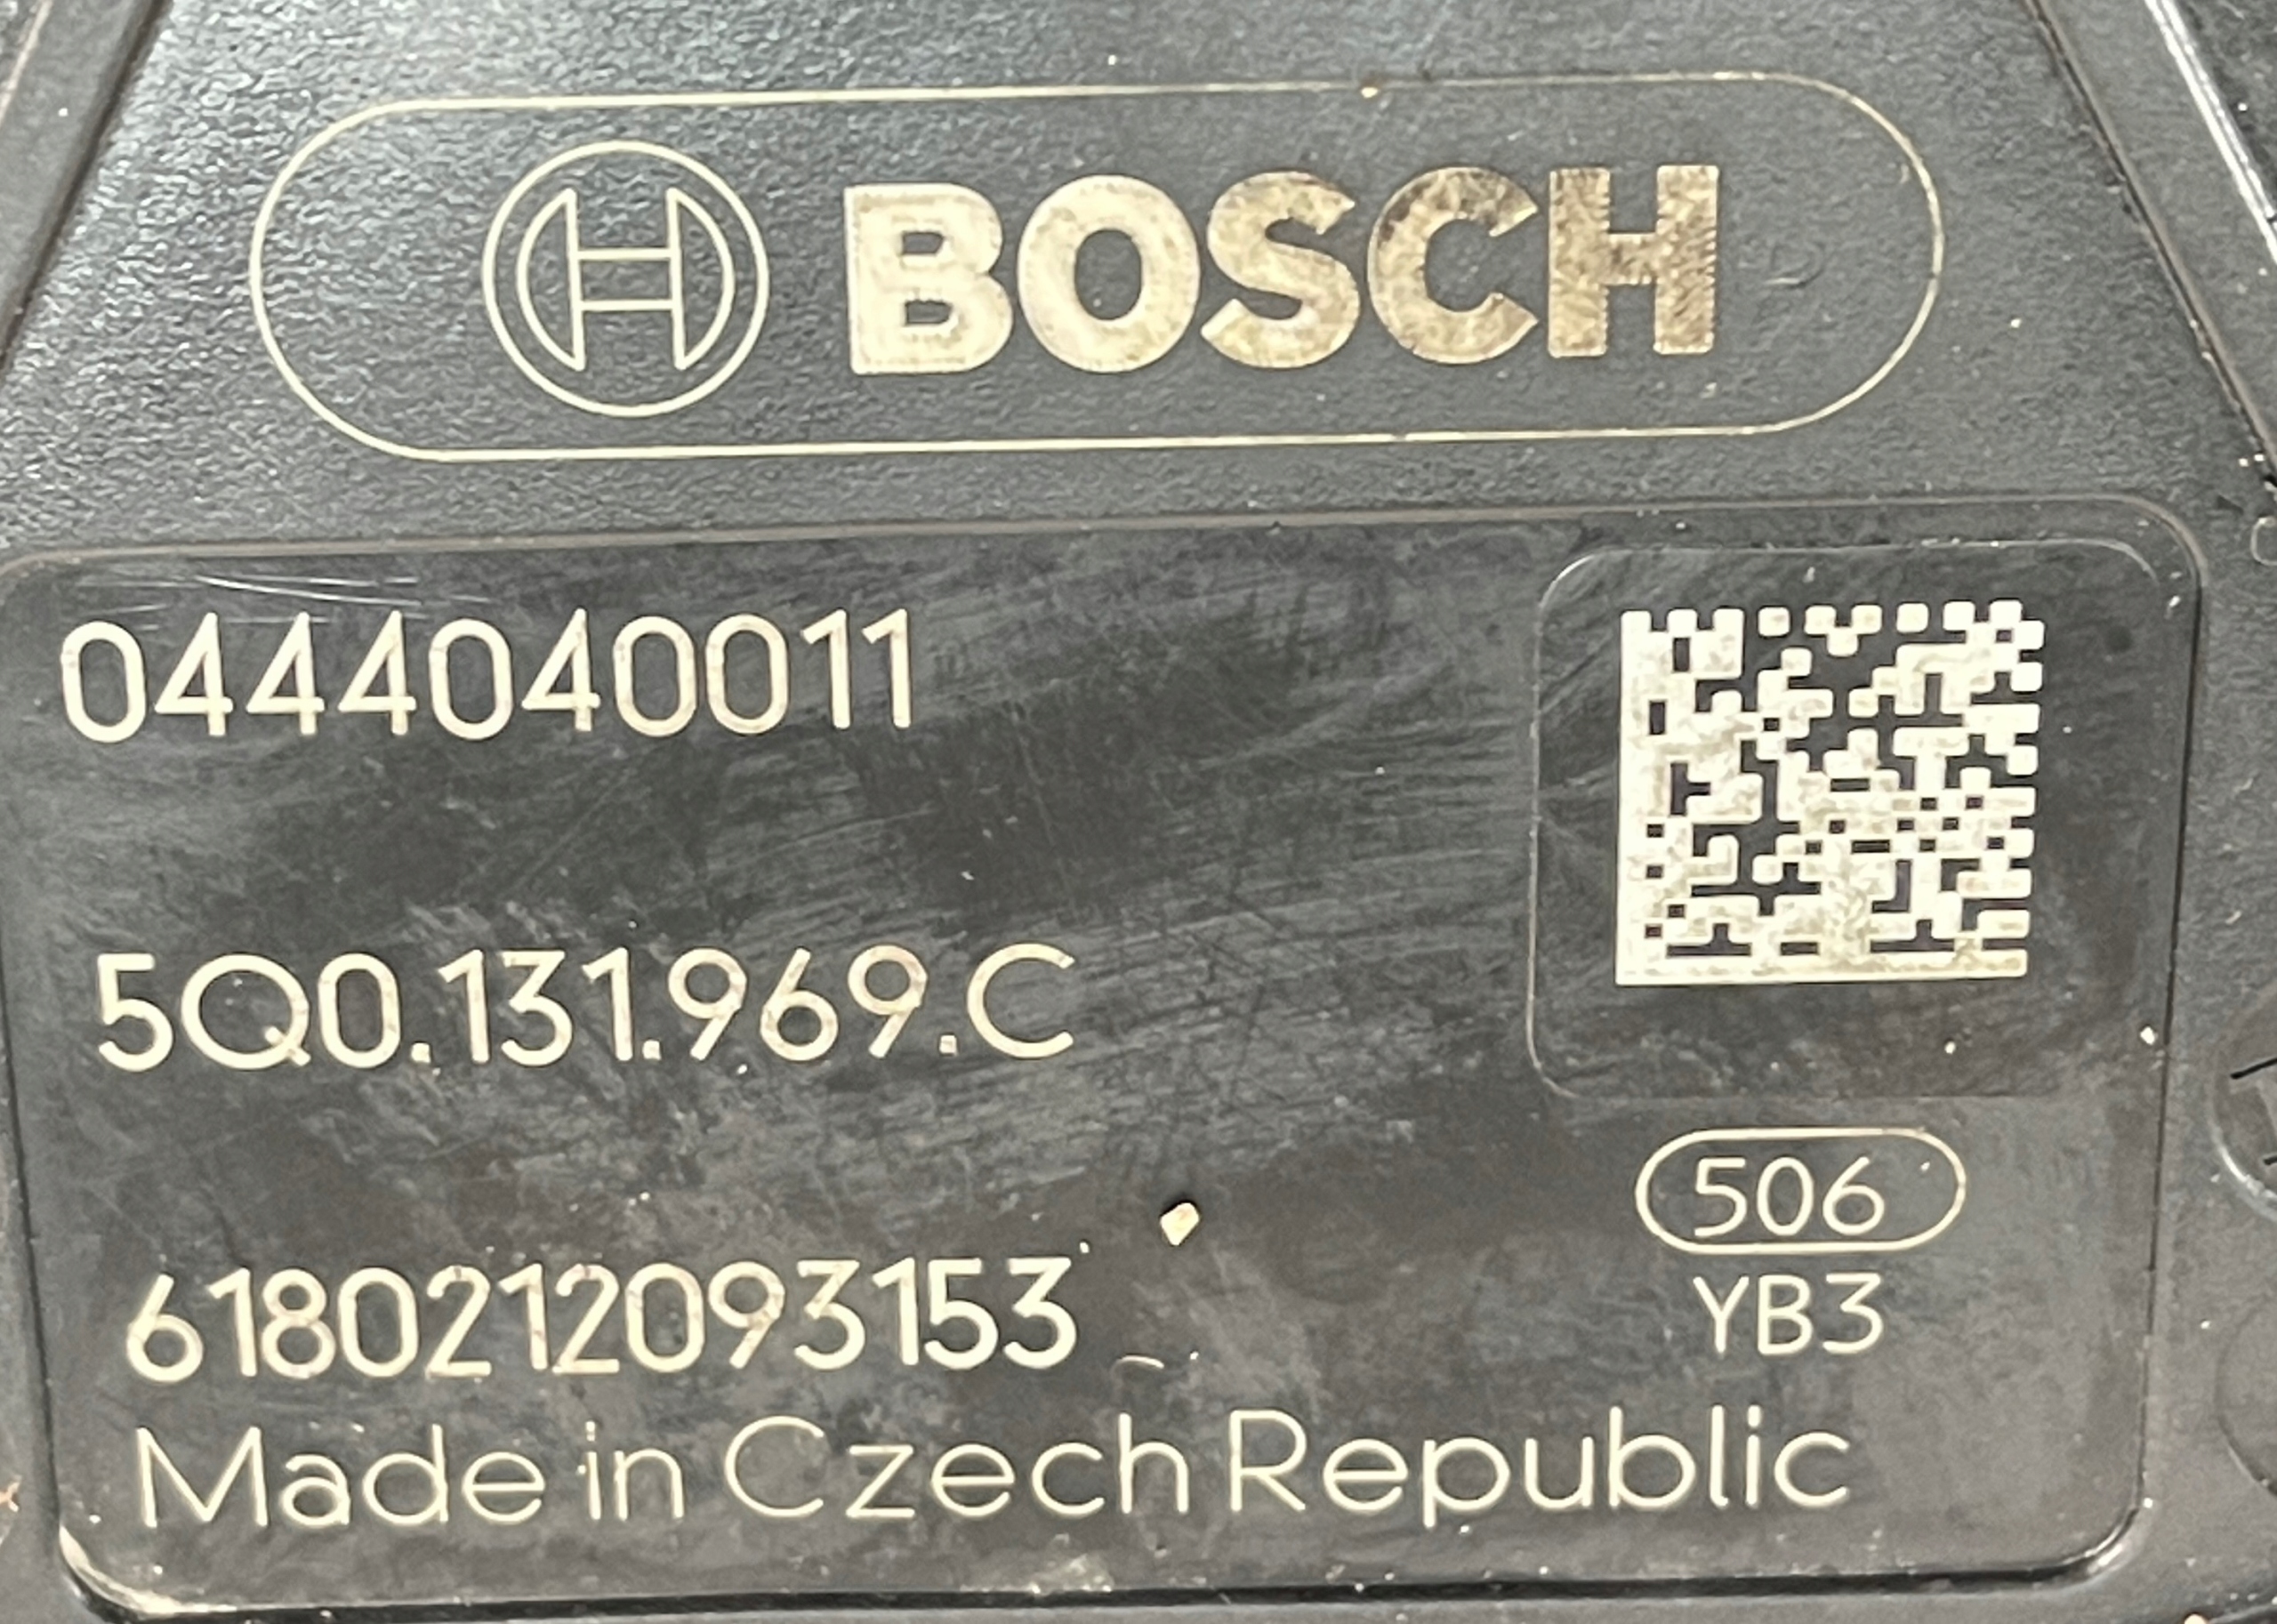 BOSCH
0444040011
5Q0.131.969.C
506
YB3
6180212093153
Made in Czech Republic